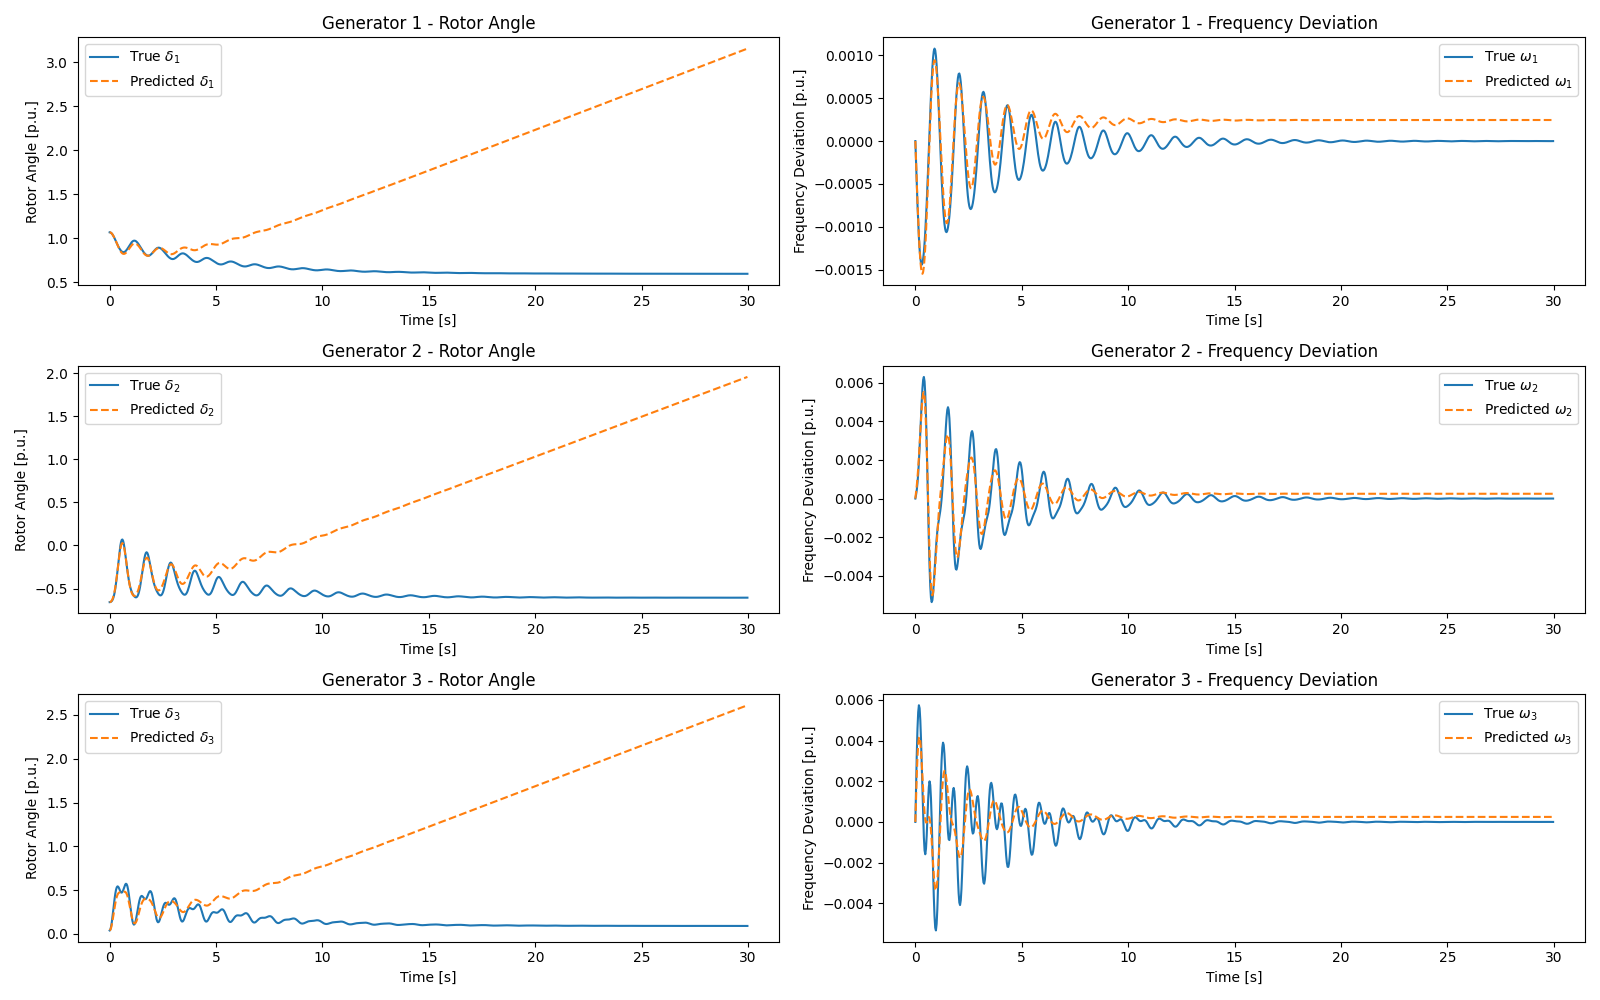 Generator 1 - Rotor Angle
Rotor Angle [p.u.]
3.0
2.5
2.0
1.5
1.0
0.5
True δ1
Predicted δ1
0 5 10 15 20 25 30
Time [s]
Generator 1 - Frequency Deviation
Frequency Deviation [p.u.]
0.0010
0.0005
0.0000
−0.0005
−0.0010
−0.0015
True ω1
Predicted ω1
0 5 10 15 20 25 30
Time [s]
Generator 2 - Rotor Angle
Rotor Angle [p.u.]
2.0
1.5
1.0
0.5
0.0
−0.5
True δ2
Predicted δ2
0 5 10 15 20 25 30
Time [s]
Generator 2 - Frequency Deviation
Frequency Deviation [p.u.]
0.006
0.004
0.002
0.000
−0.002
−0.004
True ω2
Predicted ω2
0 5 10 15 20 25 30
Time [s]
Generator 3 - Rotor Angle
Rotor Angle [p.u.]
2.5
2.0
1.5
1.0
0.5
0.0
True δ3
Predicted δ3
0 5 10 15 20 25 30
Time [s]
Generator 3 - Frequency Deviation
Frequency Deviation [p.u.]
0.006
0.004
0.002
0.000
−0.002
−0.004
True ω3
Predicted ω3
0 5 10 15 20 25 30
Time [s]